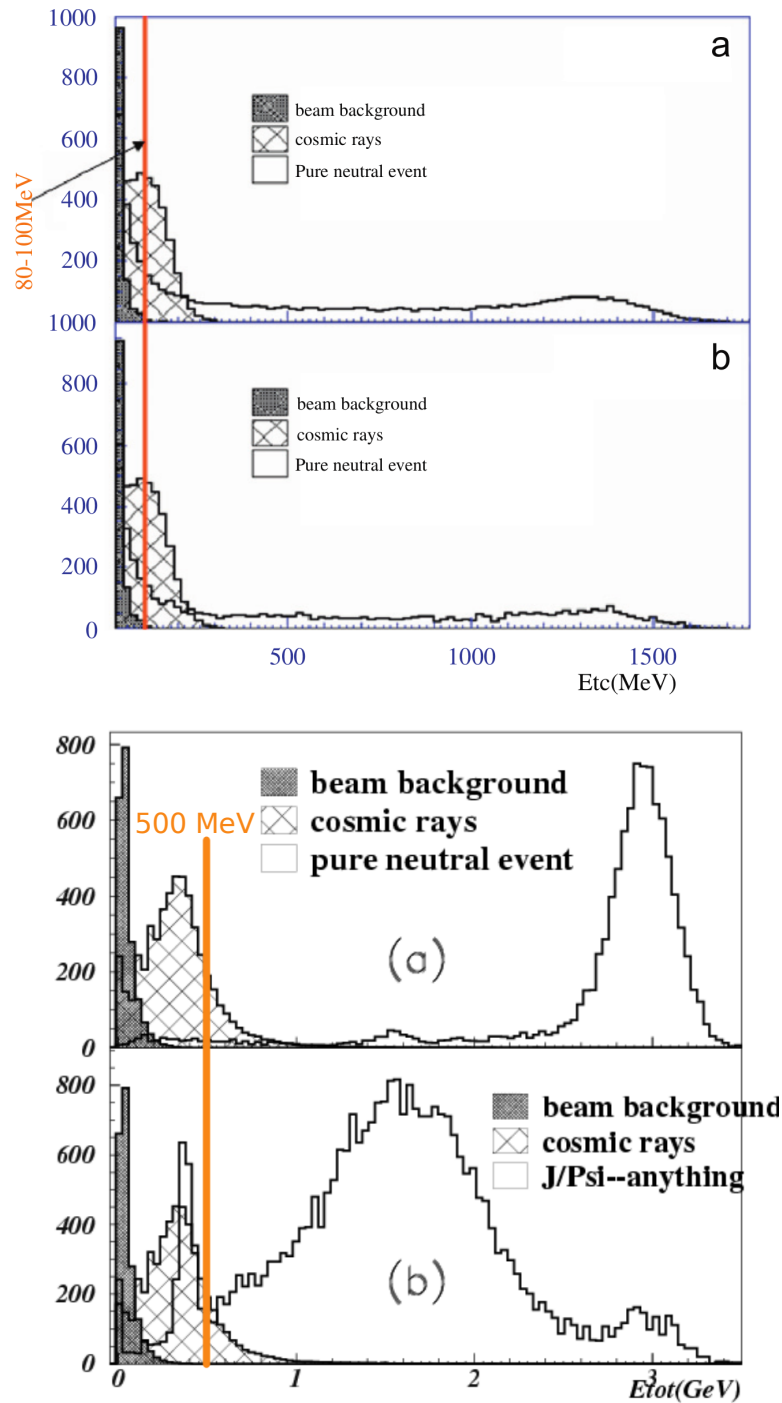 1000
a
800
beam background
600
cosmic rays
Pure neutral event
80-100MeV
400
200
1000
b
800
beam background
600
cosmic rays
Pure neutral event
400
200
0
500 1000 1500
Etc(MeV)
800
beam background
500 MeV
cosmic rays
600
pure neutral event
400
(a)
200
0
800
beam background
cosmic rays
600
J/Psi--anything
400
(b)
200
0
0 1 2 3
Etot(GeV)